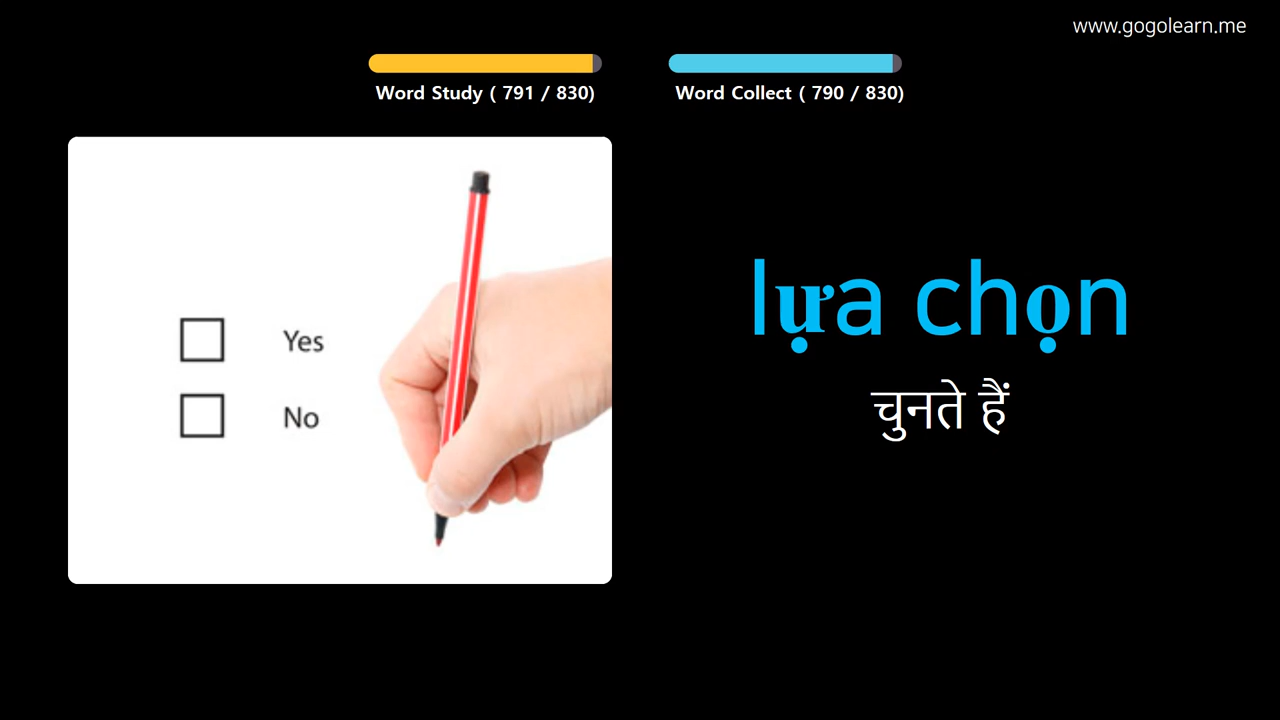 www.gogolearn.me
Word Study ( 791 / 830)
Word Collect ( 790 / 830)
Yes
No
lựa chọn
चुनते हैं